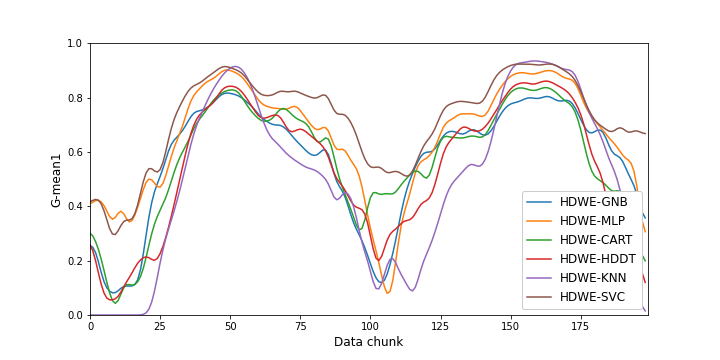 1.0
0.8
0.6
0.4
0.2
0.0
G-mean1
0
25
50
75
100
125
150
175
Data chunk
HDWE-GNB
HDWE-MLP
HDWE-CART
HDWE-HDDT
HDWE-KNN
HDWE-SVC